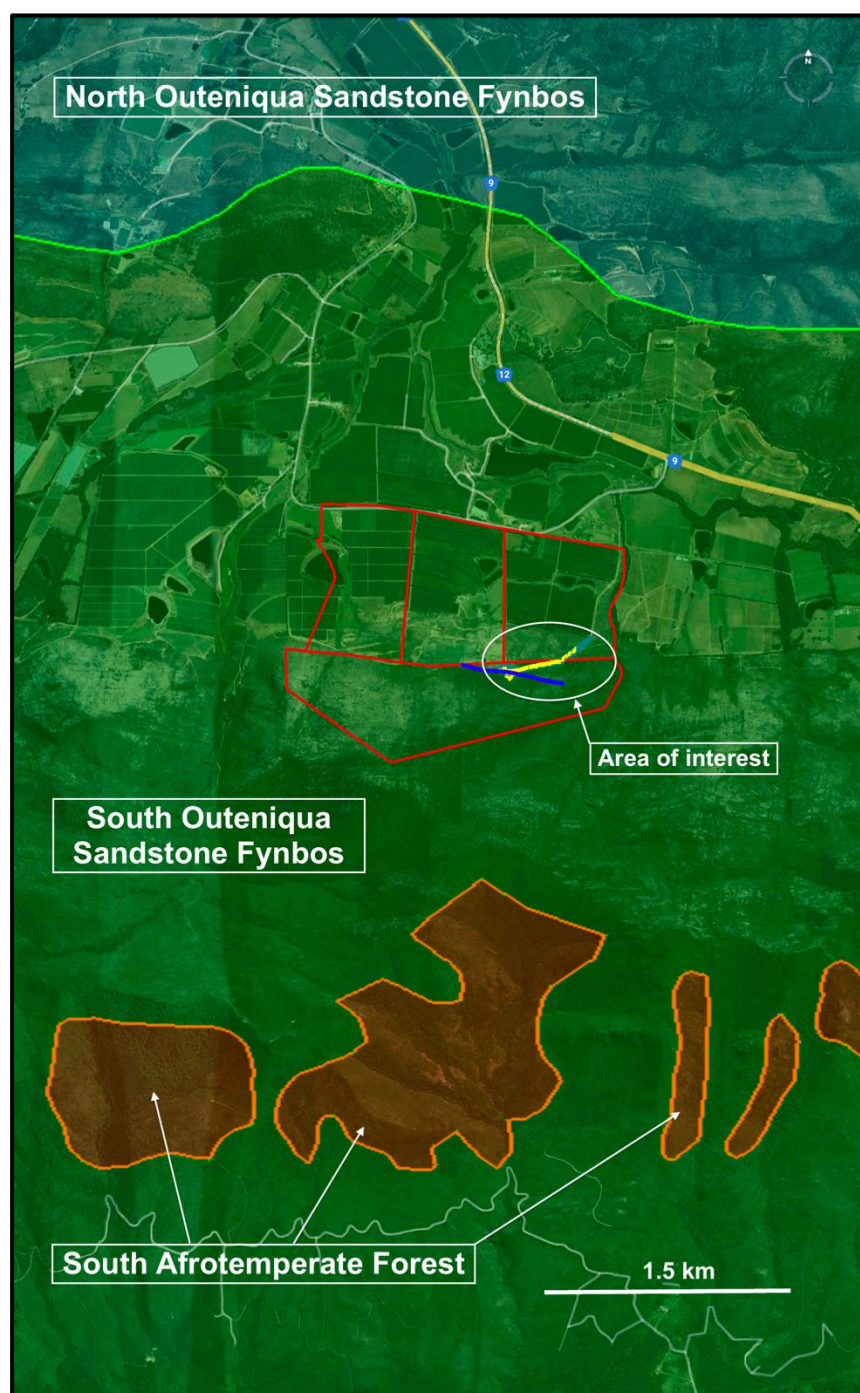 N
North Outeniqua Sandstone Fynbos
9
12
9
Area of interest
South Outeniqua
Sandstone Fynbos
South Afrotemperate Forest
1.5 km